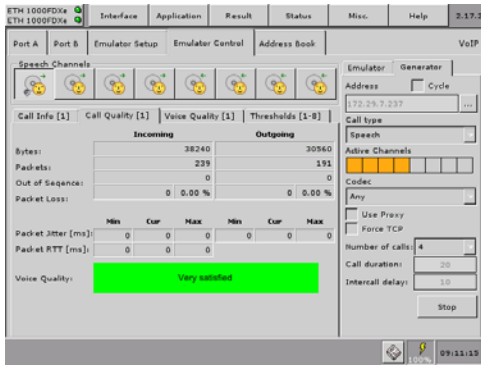 ETH 1000FDXe
ETH 1000FDXe
Interface Application Result Status Misc. Help 2.17.
Port A Port B Emulator Setup Emulator Control Address Book VoIP
Speech Channels
Call Info [1] Call Quality [1] Voice Quality [1] Thresholds [1-8]
Incoming Outgoing
Bytes: 38240 30560
Packets: 239 191
Out of Seqence: 0 0
Packet Loss: 0 0.00 % 0 0.00 %
Min Cur Max Min Cur Max
Packet Jitter [ms]: 0 0 0 0 0 0
Packet RTT [ms]: 0 0 0
Voice Quality: Very satisfied
Emulator Generator
Address Cycle
172.29.7.237 ...
Call type
Speech
Active Channels
Codec
Any
Use Proxy
Force TCP
Number of calls: 4
Call duration: 20
Intercall delay: 10
Stop
100% 09:11:15